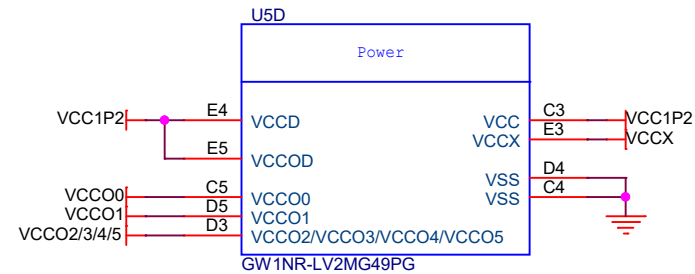 U5D
Power
VCC1P2 E4 VCCD VCC C3 VCC1P2
VCCX E3 VCCX
E5 VCCOD
VSS D4
VCCO0 C5 VCCO0 VSS C4
VCCO1 D5 VCCO1
VCCO2/3/4/5 D3 VCCO2/VCCO3/VCCO4/VCCO5
GW1NR-LV2MG49PG